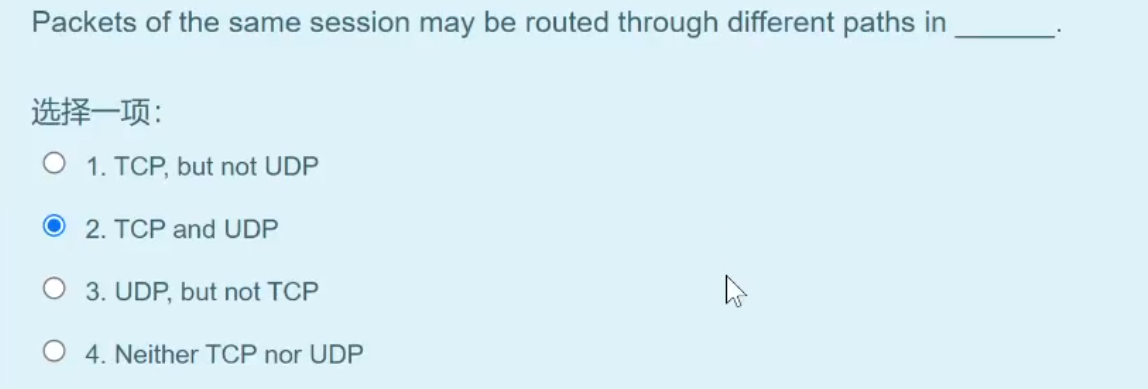 Packets of the same session may be routed through different paths in _______.
选择一项：
1. TCP, but not UDP
2. TCP and UDP
3. UDP, but not TCP
4. Neither TCP nor UDP